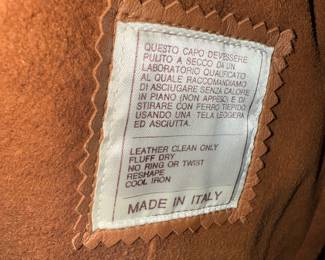 QUESTO CAPO DEV'ESSERE
PULITO A SECCO DA UN
LABORATORIO QUALIFICATO
AL QUALE RACCOMANDIAMO
DI ASCIUGARE SENZA CALORE
IN PIANO (NON APPESO) E DI
STIRARE CON FERRO TIEPIDO
USANDO UNA TELA LEGGERA
ED ASCIUTTA.
LEATHER CLEAN ONLY
FLUFF DRY
NO RING OR TWIST
RESHAPE
COOL IRON
MADE IN ITALY